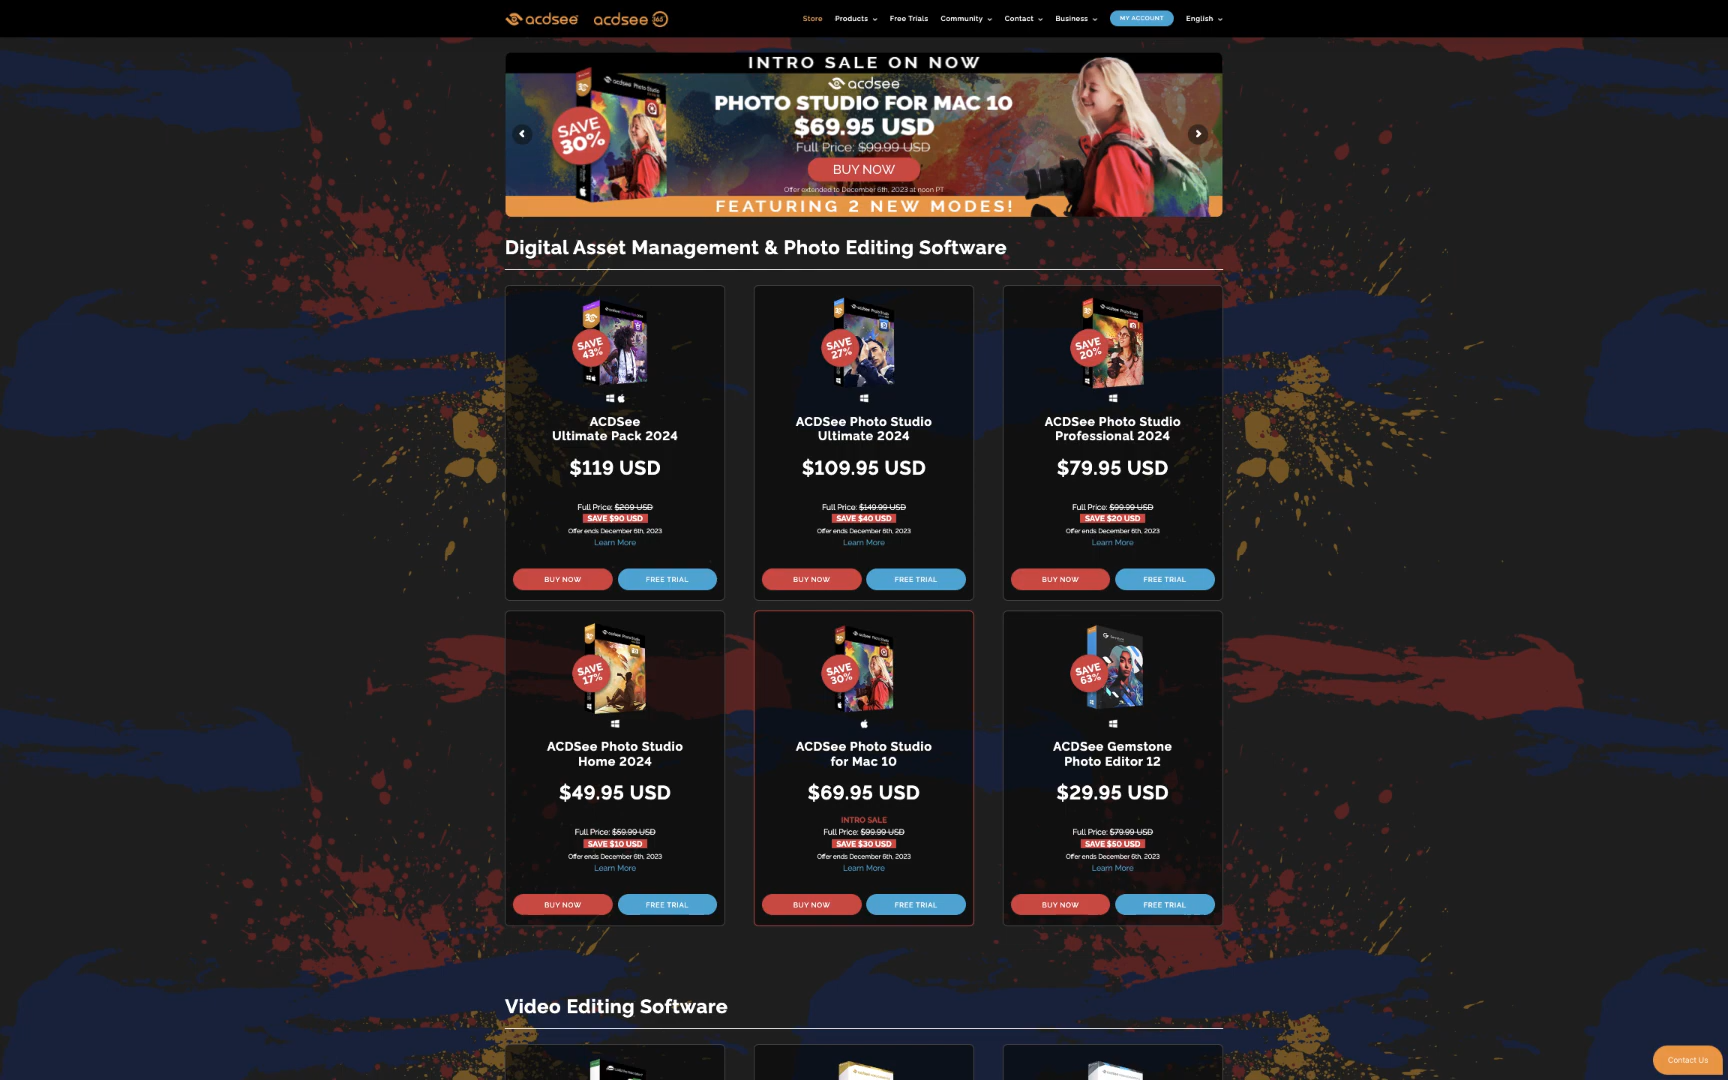 acdsee acdsee 365 Store Products Free Trials Community Contact Business MY ACCOUNT English
INTRO SALE ON NOW
acdsee
PHOTO STUDIO FOR MAC 10
$69.95 USD
SAVE
30%
Full Price: $99.99 USD
BUY NOW
Offer extended to December 6th, 2023 at noon PT
FEATURING 2 NEW MODES!
Digital Asset Management & Photo Editing Software
SAVE
43%
ACDSee
Ultimate Pack 2024
$119 USD
Full Price: $209 USD
SAVE $90 USD
Offer ends December 6th, 2023
Learn More
BUY NOW FREE TRIAL
SAVE
27%
ACDSee Photo Studio
Ultimate 2024
$109.95 USD
Full Price: $149.99 USD
SAVE $40 USD
Offer ends December 6th, 2023
Learn More
BUY NOW FREE TRIAL
SAVE
20%
ACDSee Photo Studio
Professional 2024
$79.95 USD
Full Price: $99.99 USD
SAVE $20 USD
Offer ends December 6th, 2023
Learn More
BUY NOW FREE TRIAL
SAVE
17%
ACDSee Photo Studio
Home 2024
$49.95 USD
Full Price: $59.99 USD
SAVE $10 USD
Offer ends December 6th, 2023
Learn More
BUY NOW FREE TRIAL
SAVE
30%
ACDSee Photo Studio
for Mac 10
$69.95 USD
INTRO SALE
Full Price: $99.99 USD
SAVE $30 USD
Offer ends December 6th, 2023
Learn More
BUY NOW FREE TRIAL
SAVE
63%
ACDSee Gemstone
Photo Editor 12
$29.95 USD
Full Price: $79.99 USD
SAVE $50 USD
Offer ends December 6th, 2023
Learn More
BUY NOW FREE TRIAL
Video Editing Software
Contact Us